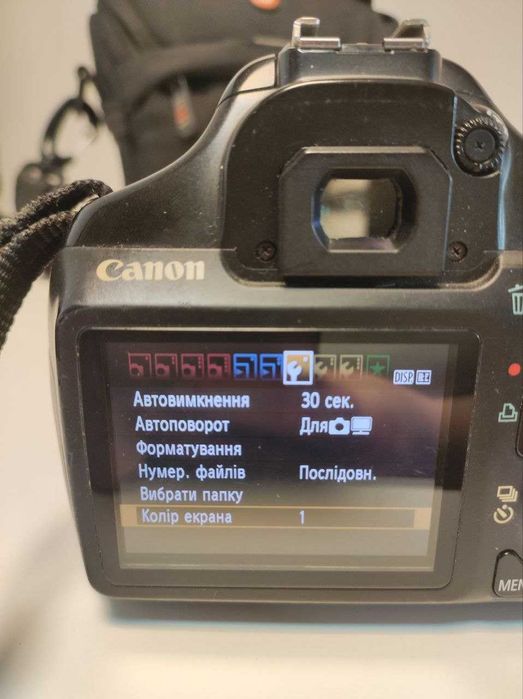 Canon
DISP.
Автовимкнення 30 сек.
Автоповорот Для
Форматування
Нумер. файлів Послідовн.
Вибрати папку
Колір екрана 1
MEN